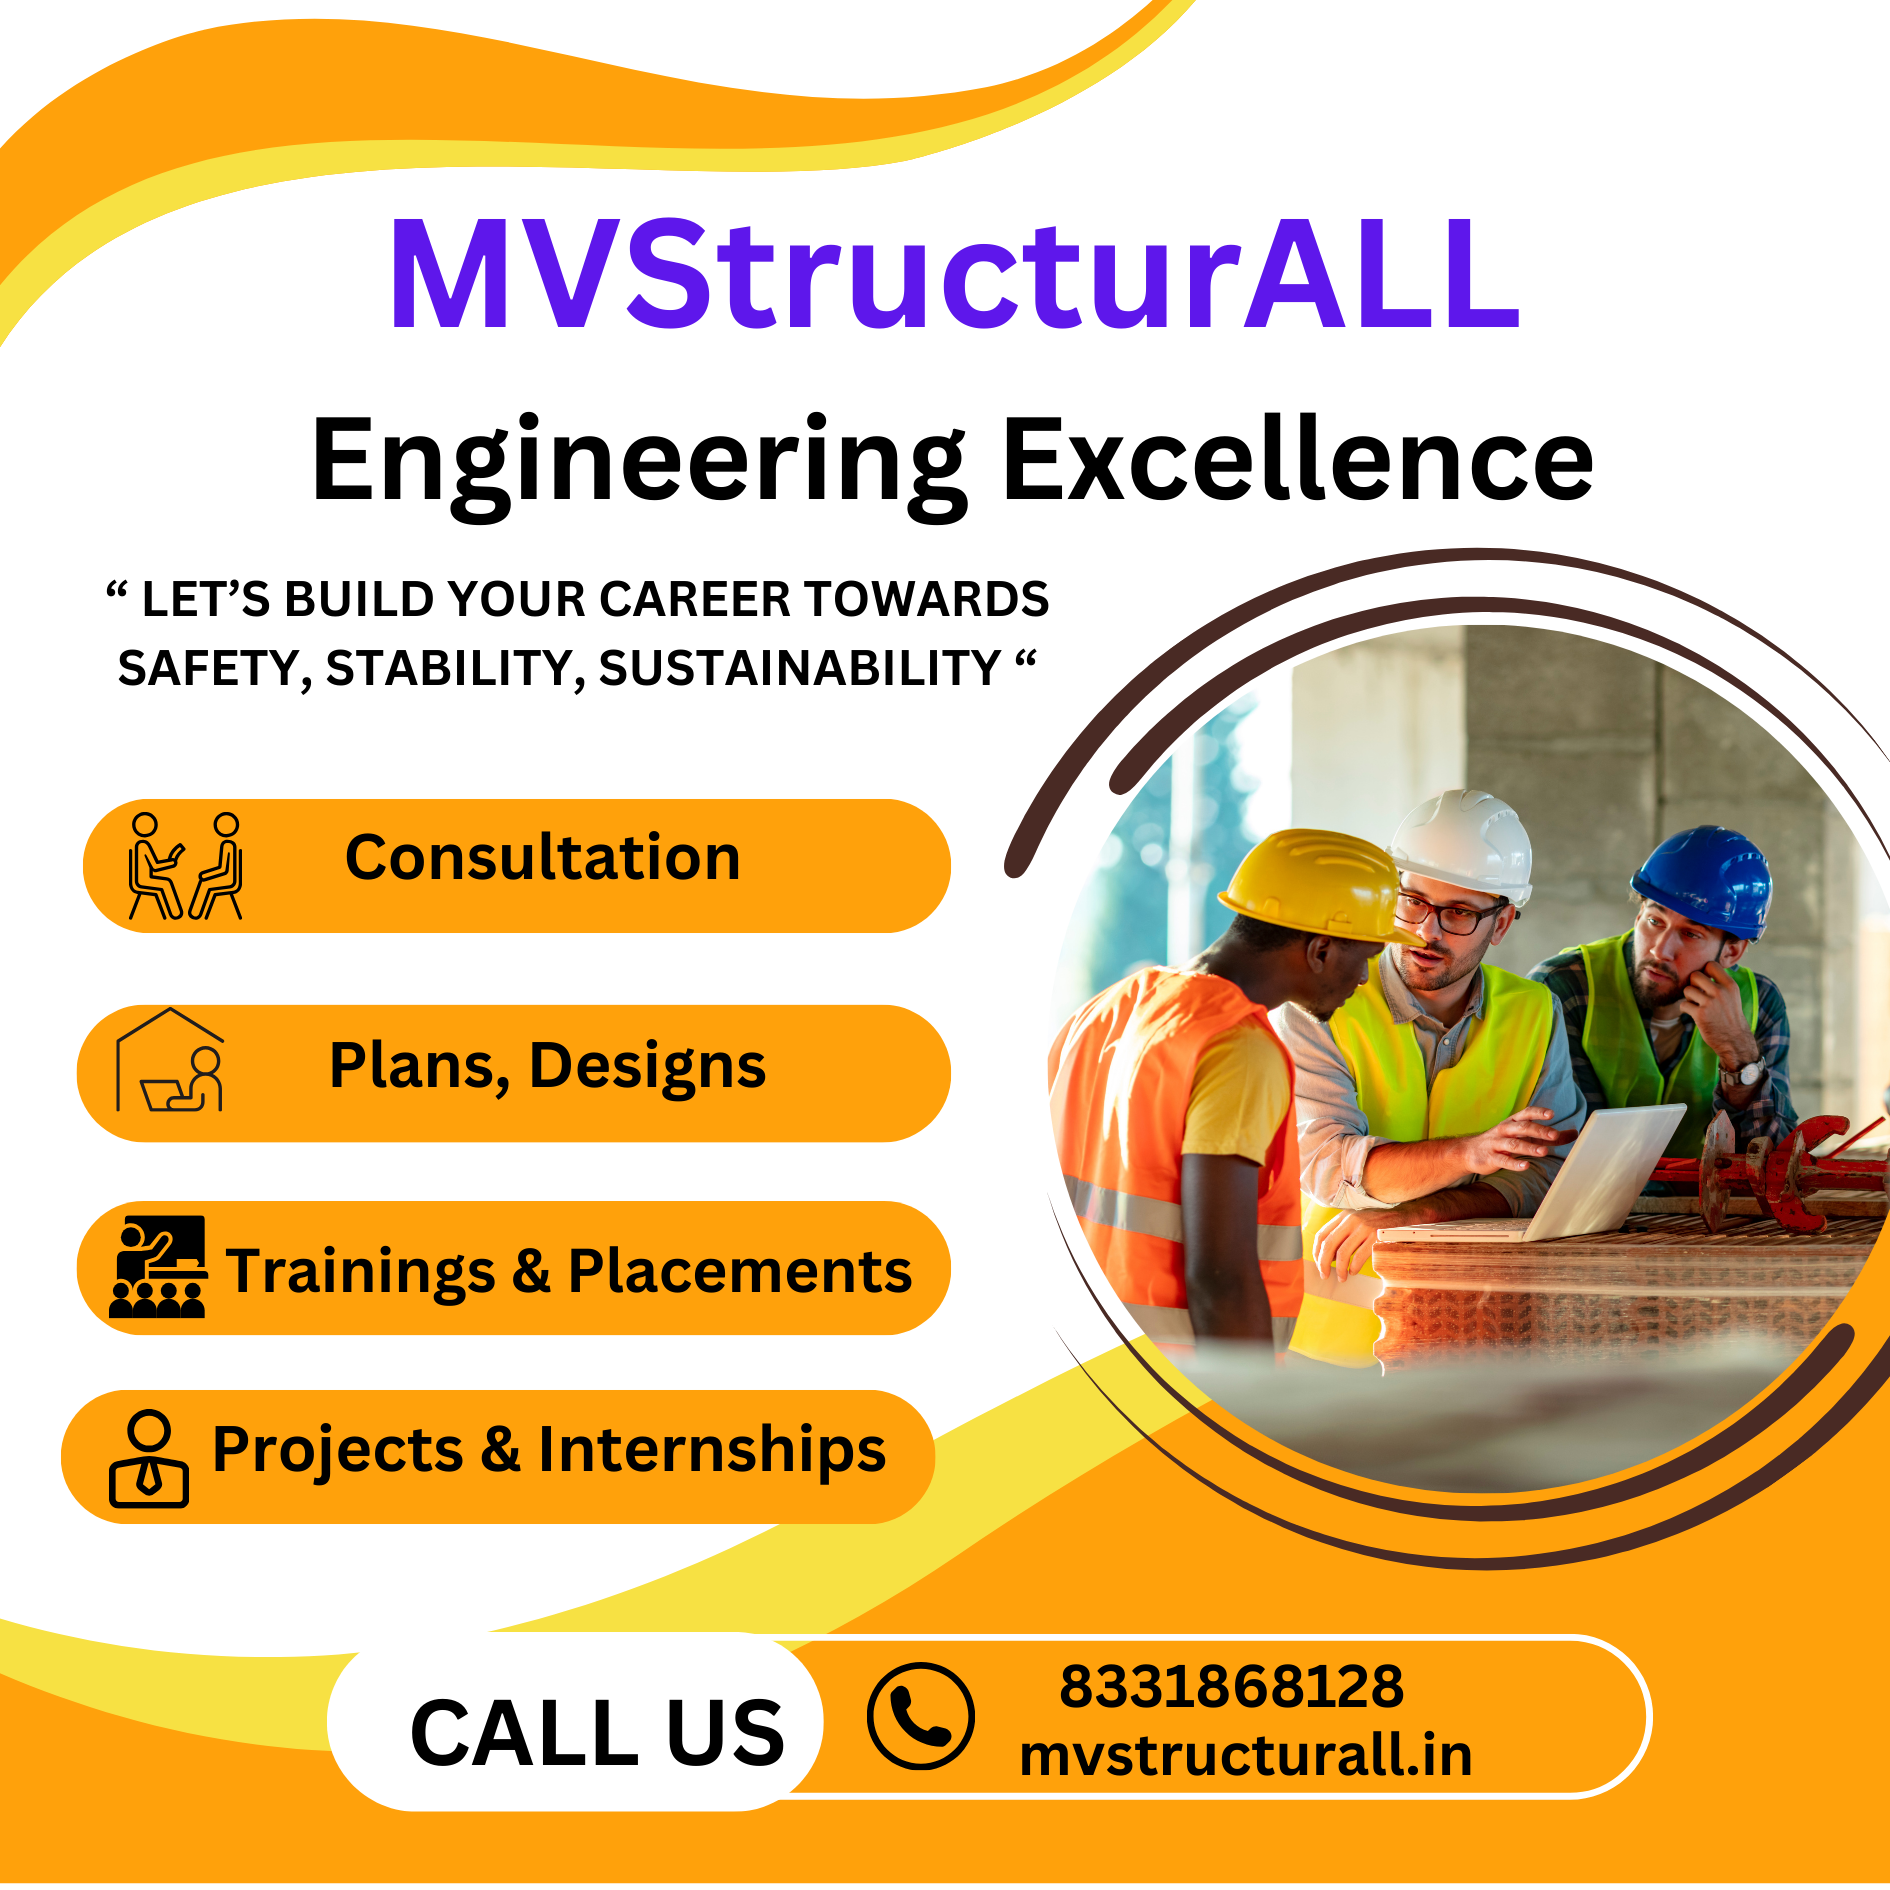 MVStructurALL
Engineering Excellence
“ LET’S BUILD YOUR CAREER TOWARDS
SAFETY, STABILITY, SUSTAINABILITY “
Consultation
Plans, Designs
Trainings & Placements
Projects & Internships
CALL US
8331868128
mvstructurall.in